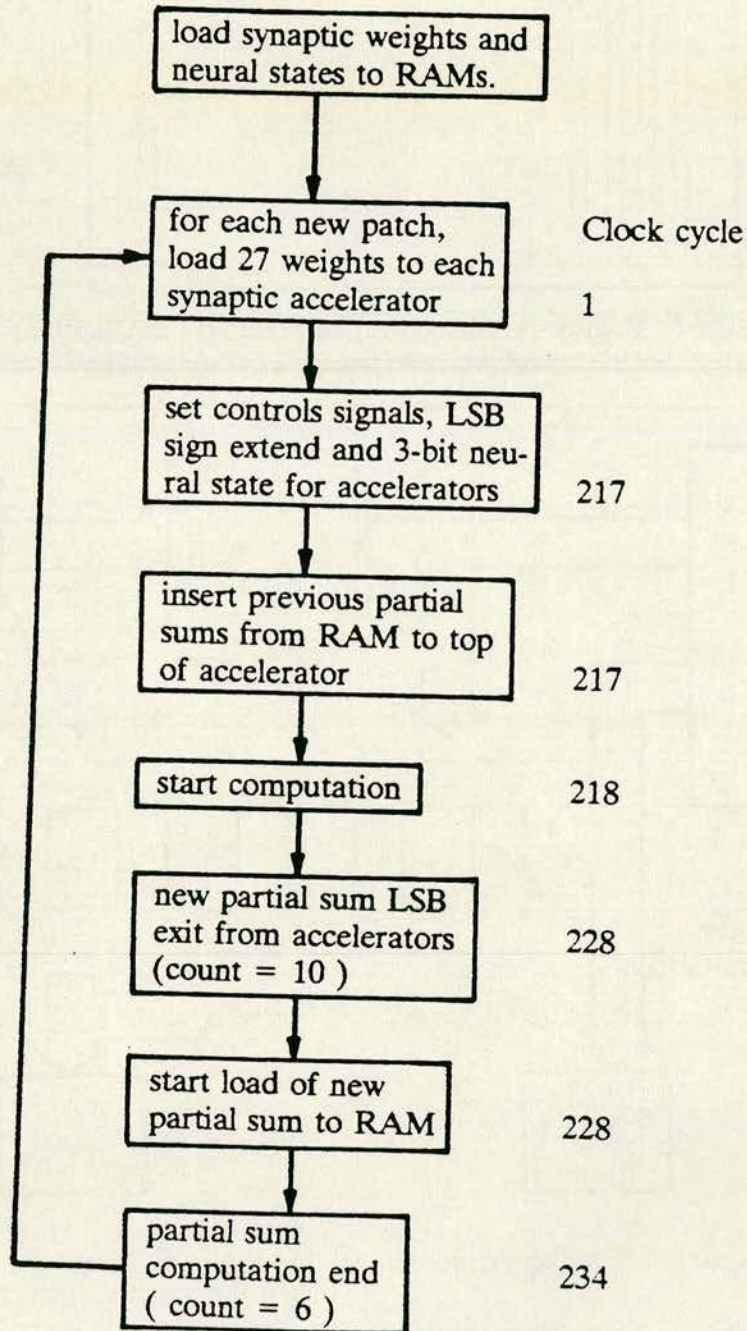 load synaptic weights and
neural states to RAMs.
for each new patch,
load 27 weights to each
synaptic accelerator
Clock cycle
1
set controls signals, LSB
sign extend and 3-bit neu-
ral state for accelerators
217
insert previous partial
sums from RAM to top
of accelerator
217
start computation
218
new partial sum LSB
exit from accelerators
(count = 10 )
228
start load of new
partial sum to RAM
228
partial sum
computation end
( count = 6 )
234